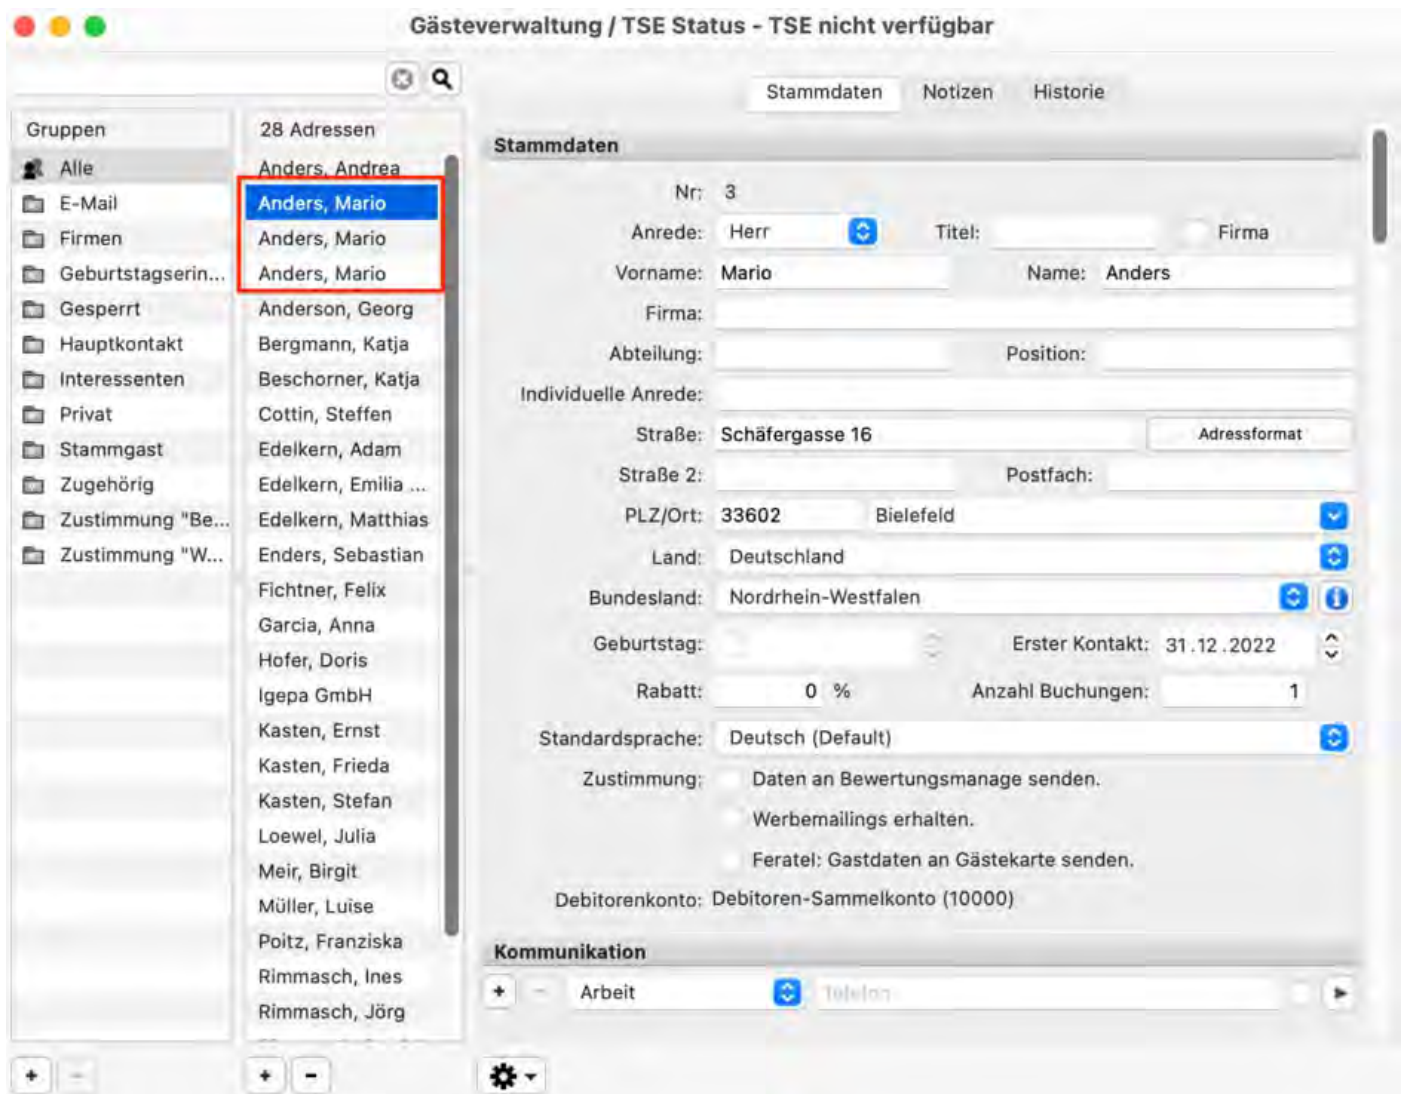 Gästeverwaltung / TSE Status - TSE nicht verfügbar
Stammdaten Notizen Historie
Gruppen
Alle
E-Mail
Firmen
Geburtstagserin...
Gesperrt
Hauptkontakt
Interessenten
Privat
Stammgast
Zugehörig
Zustimmung "Be...
Zustimmung "W...
28 Adressen
Anders, Andrea
Anders, Mario
Anders, Mario
Anders, Mario
Anderson, Georg
Bergmann, Katja
Beschorner, Katja
Cottin, Steffen
Edelkern, Adam
Edelkern, Emilia ...
Edelkern, Matthias
Enders, Sebastian
Fichtner, Felix
Garcia, Anna
Hofer, Doris
Igepa GmbH
Kasten, Ernst
Kasten, Frieda
Kasten, Stefan
Loewel, Julia
Meir, Birgit
Müller, Luise
Poitz, Franziska
Rimmasch, Ines
Rimmasch, Jörg
Stammdaten
Nr: 3
Anrede: Herr Titel: Firma
Vorname: Mario Name: Anders
Firma:
Abteilung: Position:
Individuelle Anrede:
Straße: Schäfergasse 16 Adressformat
Straße 2: Postfach:
PLZ/Ort: 33602 Bielefeld
Land: Deutschland
Bundesland: Nordrhein-Westfalen
Geburtstag: Erster Kontakt: 31.12.2022
Rabatt: 0 % Anzahl Buchungen: 1
Standardsprache: Deutsch (Default)
Zustimmung: Daten an Bewertungsmanage senden.
Werbemailings erhalten.
Feratel: Gastdaten an Gästekarte senden.
Debitorenkonto: Debitoren-Sammelkonto (10000)
Kommunikation
+ - Arbeit Telefon
+ -
+ -